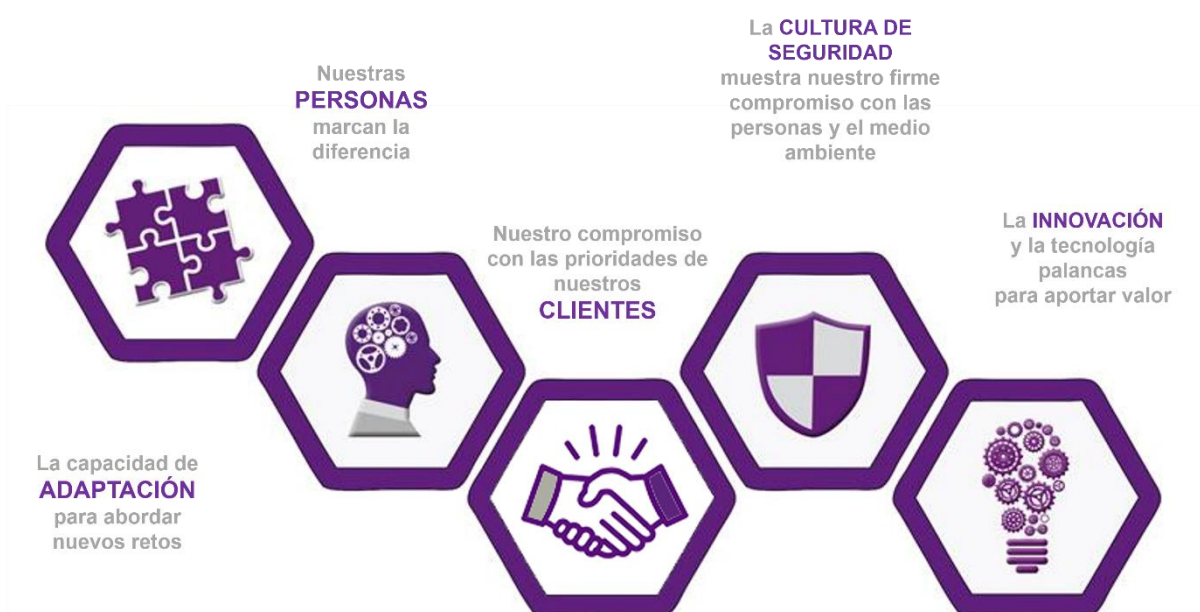 La capacidad de
ADAPTACIÓN
para abordar
nuevos retos
Nuestras
PERSONAS
marcan la
diferencia
Nuestro compromiso
con las prioridades de
nuestros
CLIENTES
La CULTURA DE
SEGURIDAD
muestra nuestro firme
compromiso con las
personas y el medio
ambiente
La INNOVACIÓN
y la tecnología
palancas
para aportar valor